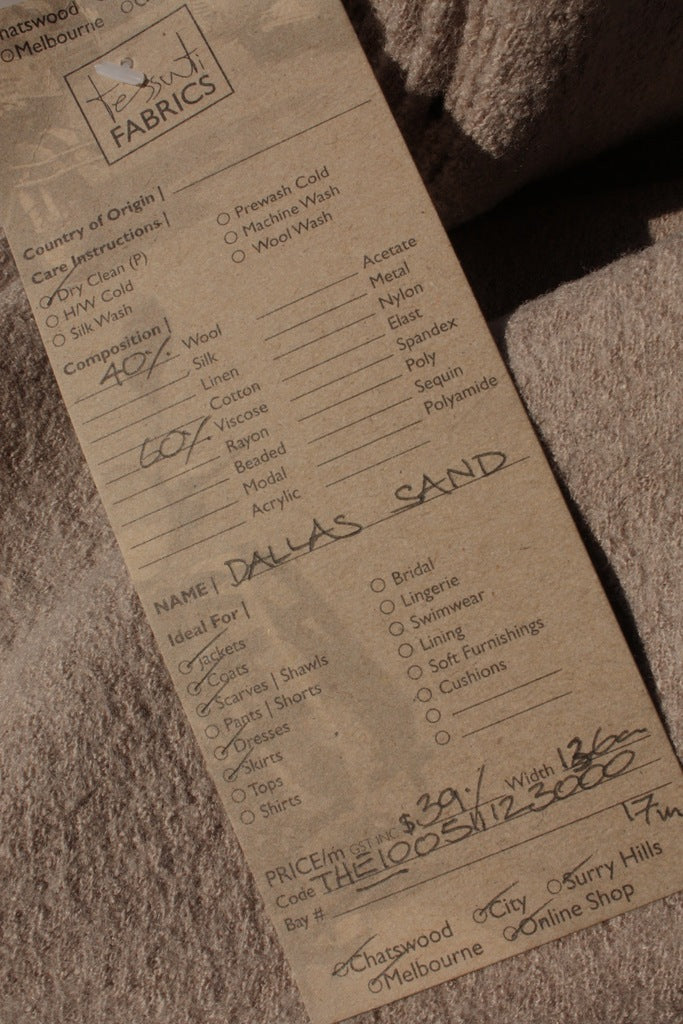 hatswood
Melbourne
tessuti
FABRICS
Country of Origin |
Care Instructions |
Dry Clean (P)
H/W Cold
Silk Wash
Prewash Cold
Machine Wash
Wool Wash
Composition |
40% Wool
Silk
Linen
Cotton
60% Viscose
Rayon
Beaded
Modal
Acrylic
Acetate
Metal
Nylon
Elast
Spandex
Poly
Sequin
Polyamide
NAME | DALLAS SAND
Ideal For |
Jackets
Coats
Scarves | Shawls
Pants | Shorts
Dresses
Skirts
Tops
Shirts
Bridal
Lingerie
Swimwear
Lining
Soft Furnishings
Cushions
PRICE/m GST INC $39 Width 136cm
Code THE10051123000
Bay # 17m
Chatswood City Surry Hills
Melbourne Online Shop